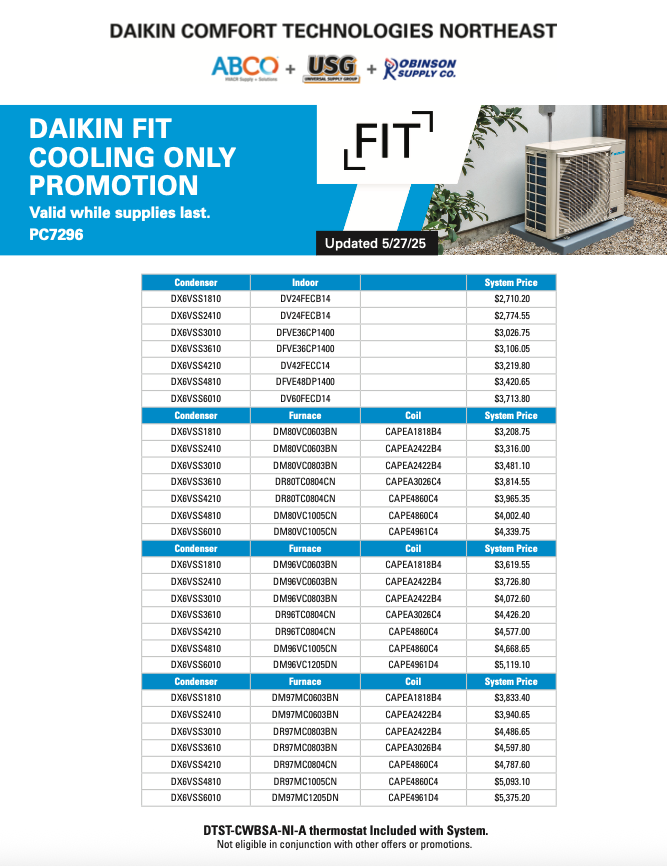 DAIKIN COMFORT TECHNOLOGIES NORTHEAST
ABCO + USG + ROBINSON SUPPLY CO.
HVACR Supply + Solutions UNIVERSAL SUPPLY GROUP
DAIKIN FIT
COOLING ONLY
PROMOTION
Valid while supplies last.
PC7296
FIT
Updated 5/27/25
Condenser Indoor System Price
DX6VSS1810 DV24FECB14 $2,710.20
DX6VSS2410 DV24FECB14 $2,774.55
DX6VSS3010 DFVE36CP1400 $3,026.75
DX6VSS3610 DFVE36CP1400 $3,106.05
DX6VSS4210 DV42FECC14 $3,219.80
DX6VSS4810 DFVE48DP1400 $3,420.65
DX6VSS6010 DV60FECD14 $3,713.80
Condenser Furnace Coil System Price
DX6VSS1810 DM80VC0603BN CAPEA1818B4 $3,208.75
DX6VSS2410 DM80VC0603BN CAPEA2422B4 $3,316.00
DX6VSS3010 DM80VC0803BN CAPEA2422B4 $3,481.10
DX6VSS3610 DR80TC0804CN CAPEA3026C4 $3,814.55
DX6VSS4210 DR80TC0804CN CAPE4860C4 $3,965.35
DX6VSS4810 DM80VC1005CN CAPE4860C4 $4,002.40
DX6VSS6010 DM80VC1005CN CAPE4961C4 $4,339.75
Condenser Furnace Coil System Price
DX6VSS1810 DM96VC0603BN CAPEA1818B4 $3,619.55
DX6VSS2410 DM96VC0603BN CAPEA2422B4 $3,726.80
DX6VSS3010 DM96VC0803BN CAPEA2422B4 $4,072.60
DX6VSS3610 DR96TC0804CN CAPEA3026C4 $4,426.20
DX6VSS4210 DR96TC0804CN CAPE4860C4 $4,577.00
DX6VSS4810 DM96VC1005CN CAPE4860C4 $4,668.65
DX6VSS6010 DM96VC1205DN CAPE4961D4 $5,119.10
Condenser Furnace Coil System Price
DX6VSS1810 DM97MC0603BN CAPEA1818B4 $3,833.40
DX6VSS2410 DM97MC0603BN CAPEA2422B4 $3,940.65
DX6VSS3010 DR97MC0803BN CAPEA2422B4 $4,486.65
DX6VSS3610 DR97MC0803BN CAPEA3026B4 $4,597.80
DX6VSS4210 DR97MC0804CN CAPE4860C4 $4,787.60
DX6VSS4810 DR97MC1005CN CAPE4860C4 $5,093.10
DX6VSS6010 DM97MC1205DN CAPE4961D4 $5,375.20
DTST-CWBSA-NI-A thermostat Included with System.
Not eligible in conjunction with other offers or promotions.